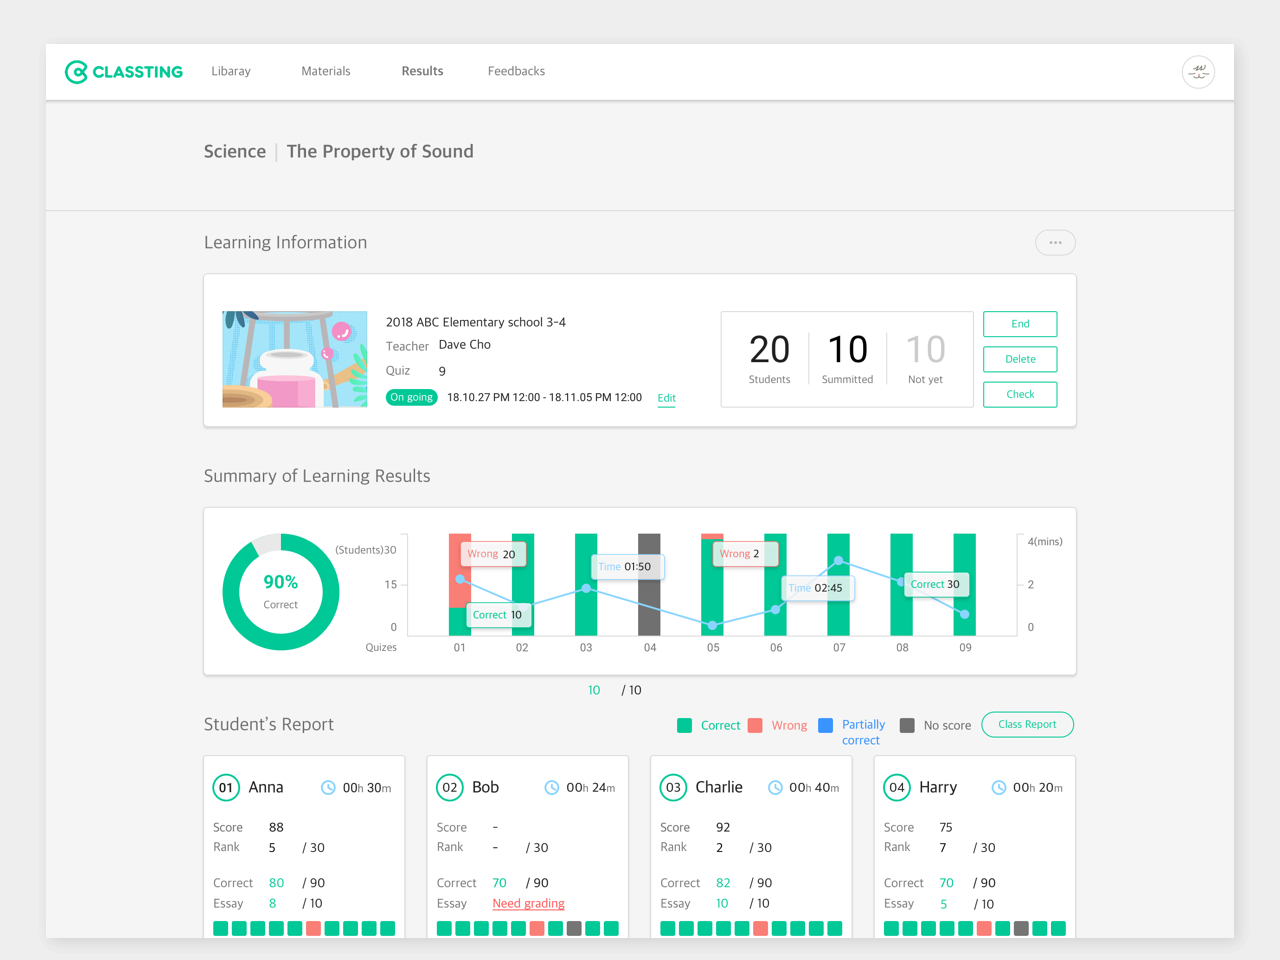 CLASSTING Libaray Materials Results Feedbacks
Science | The Property of Sound
Learning Information
2018 ABC Elementary school 3-4
Teacher Dave Cho
Quiz 9
On going 18.10.27 PM 12:00 - 18.11.05 PM 12:00 Edit
20 10 10
Students Summitted Not yet
End
Delete
Check
Summary of Learning Results
90%
Correct
(Students)30
15
0
Quizes
Wrong 20
Correct 10
Time 01:50
Wrong 2
Time 02:45
Correct 30
4(mins)
2
0
01 02 03 04 05 06 07 08 09
10 / 10
Student's Report
Correct Wrong Partially correct No score Class Report
01 Anna 00h 30m
Score 88
Rank 5 / 30
Correct 80 / 90
Essay 8 / 10
02 Bob 00h 24m
Score -
Rank - / 30
Correct 70 / 90
Essay Need grading
03 Charlie 00h 40m
Score 92
Rank 2 / 30
Correct 82 / 90
Essay 10 / 10
04 Harry 00h 20m
Score 75
Rank 7 / 30
Correct 70 / 90
Essay 5 / 10